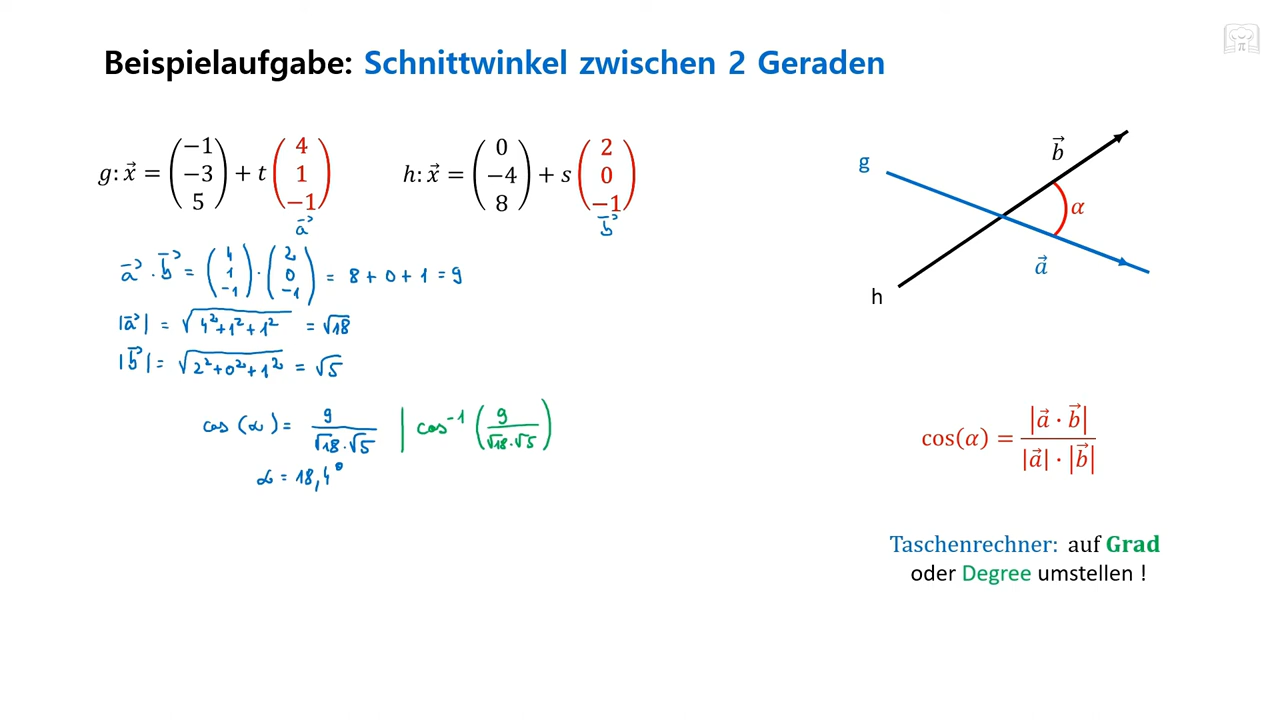 Beispielaufgabe: Schnittwinkel zwischen 2 Geraden
g: x⃗ = (−1 −3 5) + t (4 1 −1)
h: x⃗ = (0 −4 8) + s (2 0 −1)
a⃗
b⃗
a⃗ · b⃗ = (4 1 −1) · (2 0 −1) = 8 + 0 + 1 = 9
|a⃗| = √(4² + 1² + 1²) = √18
|b⃗| = √(2² + 0² + 1²) = √5
cos(α) = 9 / (√18 · √5) | cos⁻¹ (9 / (√18 · √5))
α = 18,4°
g
h
b⃗
α
a⃗
cos(α) = |a⃗ · b⃗| / (|a⃗| · |b⃗|)
Taschenrechner: auf Grad
oder Degree umstellen !
π